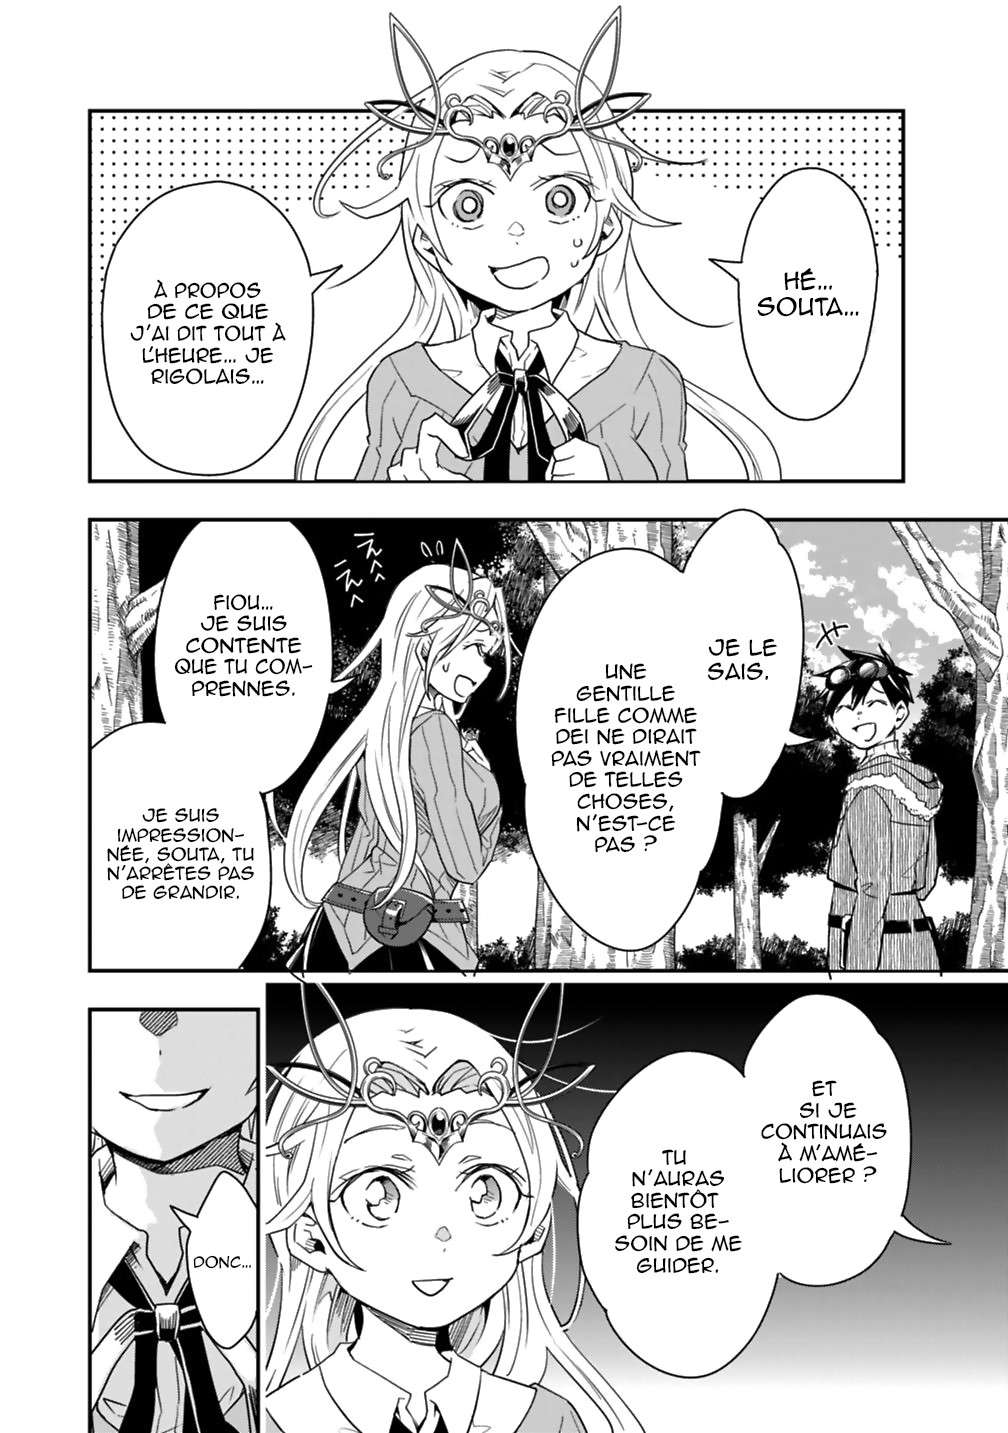 HÉ...
SOUTA...
À PROPOS
DE CE QUE
J'AI DIT TOUT À
L'HEURE... JE
RIGOLAIS...
JE LE
SAIS.
UNE
GENTILLE
FILLE COMME
DEI NE DIRAIT
PAS VRAIMENT
DE TELLES
CHOSES,
N'EST-CE
PAS ?
えへへ
FIOU...
JE SUIS
CONTENTE
QUE TU COM-
PRENNES.
JE SUIS
IMPRESSION-
NÉE, SOUTA, TU
N'ARRÊTES PAS
DE GRANDIR.
ET
SI JE
CONTINUAIS
À M'AMÉ-
LIORER ?
TU
N'AURAS
BIENTÔT
PLUS BE-
SOIN DE ME
GUIDER.
DONC...